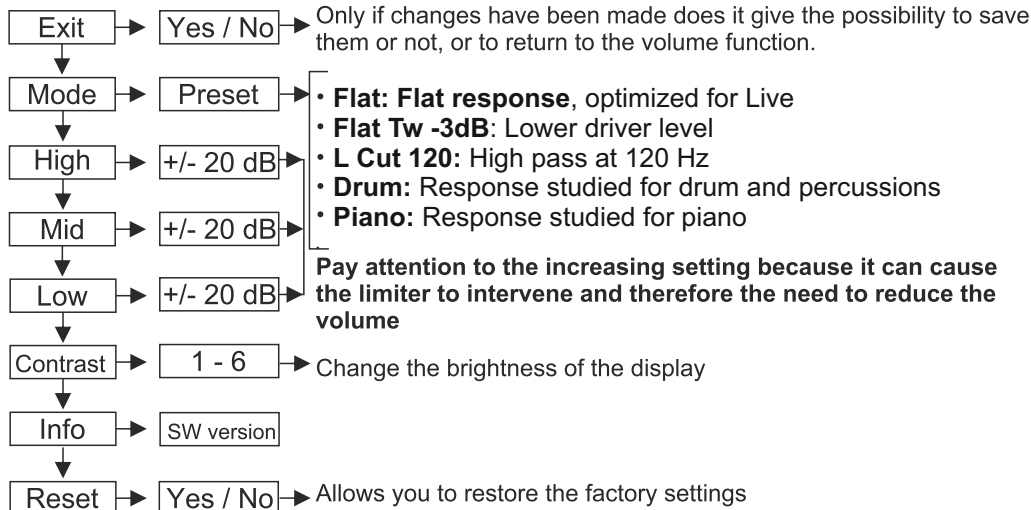 Exit
Yes / No
Only if changes have been made does it give the possibility to save
them or not, or to return to the volume function.
Mode
Preset
• Flat: Flat response, optimized for Live
• Flat Tw -3dB: Lower driver level
• L Cut 120: High pass at 120 Hz
• Drum: Response studied for drum and percussions
• Piano: Response studied for piano
High
+/- 20 dB
Mid
+/- 20 dB
Low
+/- 20 dB
Pay attention to the increasing setting because it can cause
the limiter to intervene and therefore the need to reduce the
volume
Contrast
1 - 6
Change the brightness of the display
Info
SW version
Reset
Yes / No
Allows you to restore the factory settings